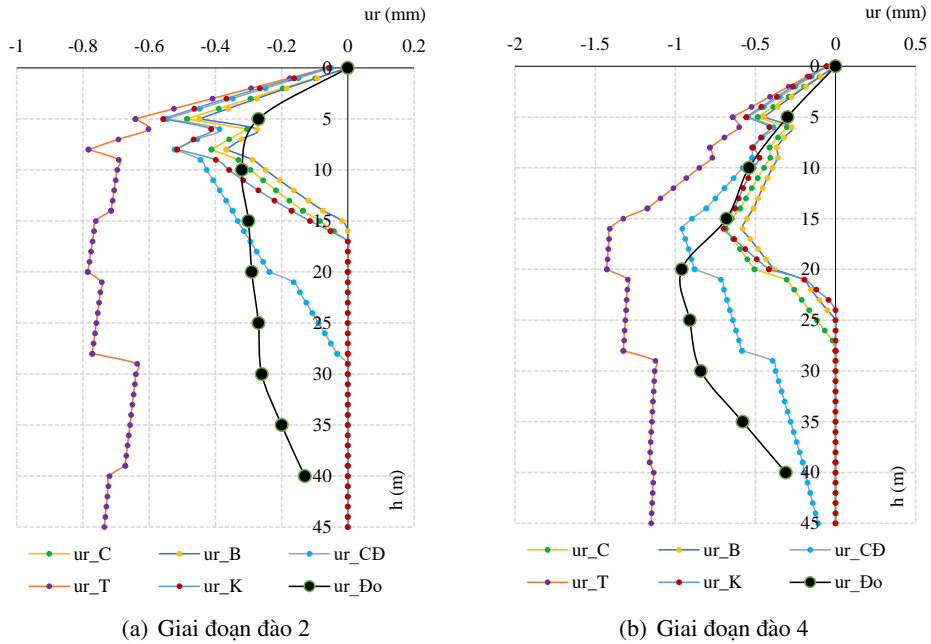 ur (mm)
-1 -0.8 -0.6 -0.4 -0.2 0 0.2
0
5
10
15
20
25
30
35
40
45
h (m)
ur_C ur_B ur_CĐ
ur_T ur_K ur_Đo
(a) Giai đoạn đào 2
ur (mm)
-2 -1.5 -1 -0.5 0 0.5
0
5
10
15
20
25
30
35
40
45
h (m)
ur_C ur_B ur_CĐ
ur_T ur_K ur_Đo
(b) Giai đoạn đào 4